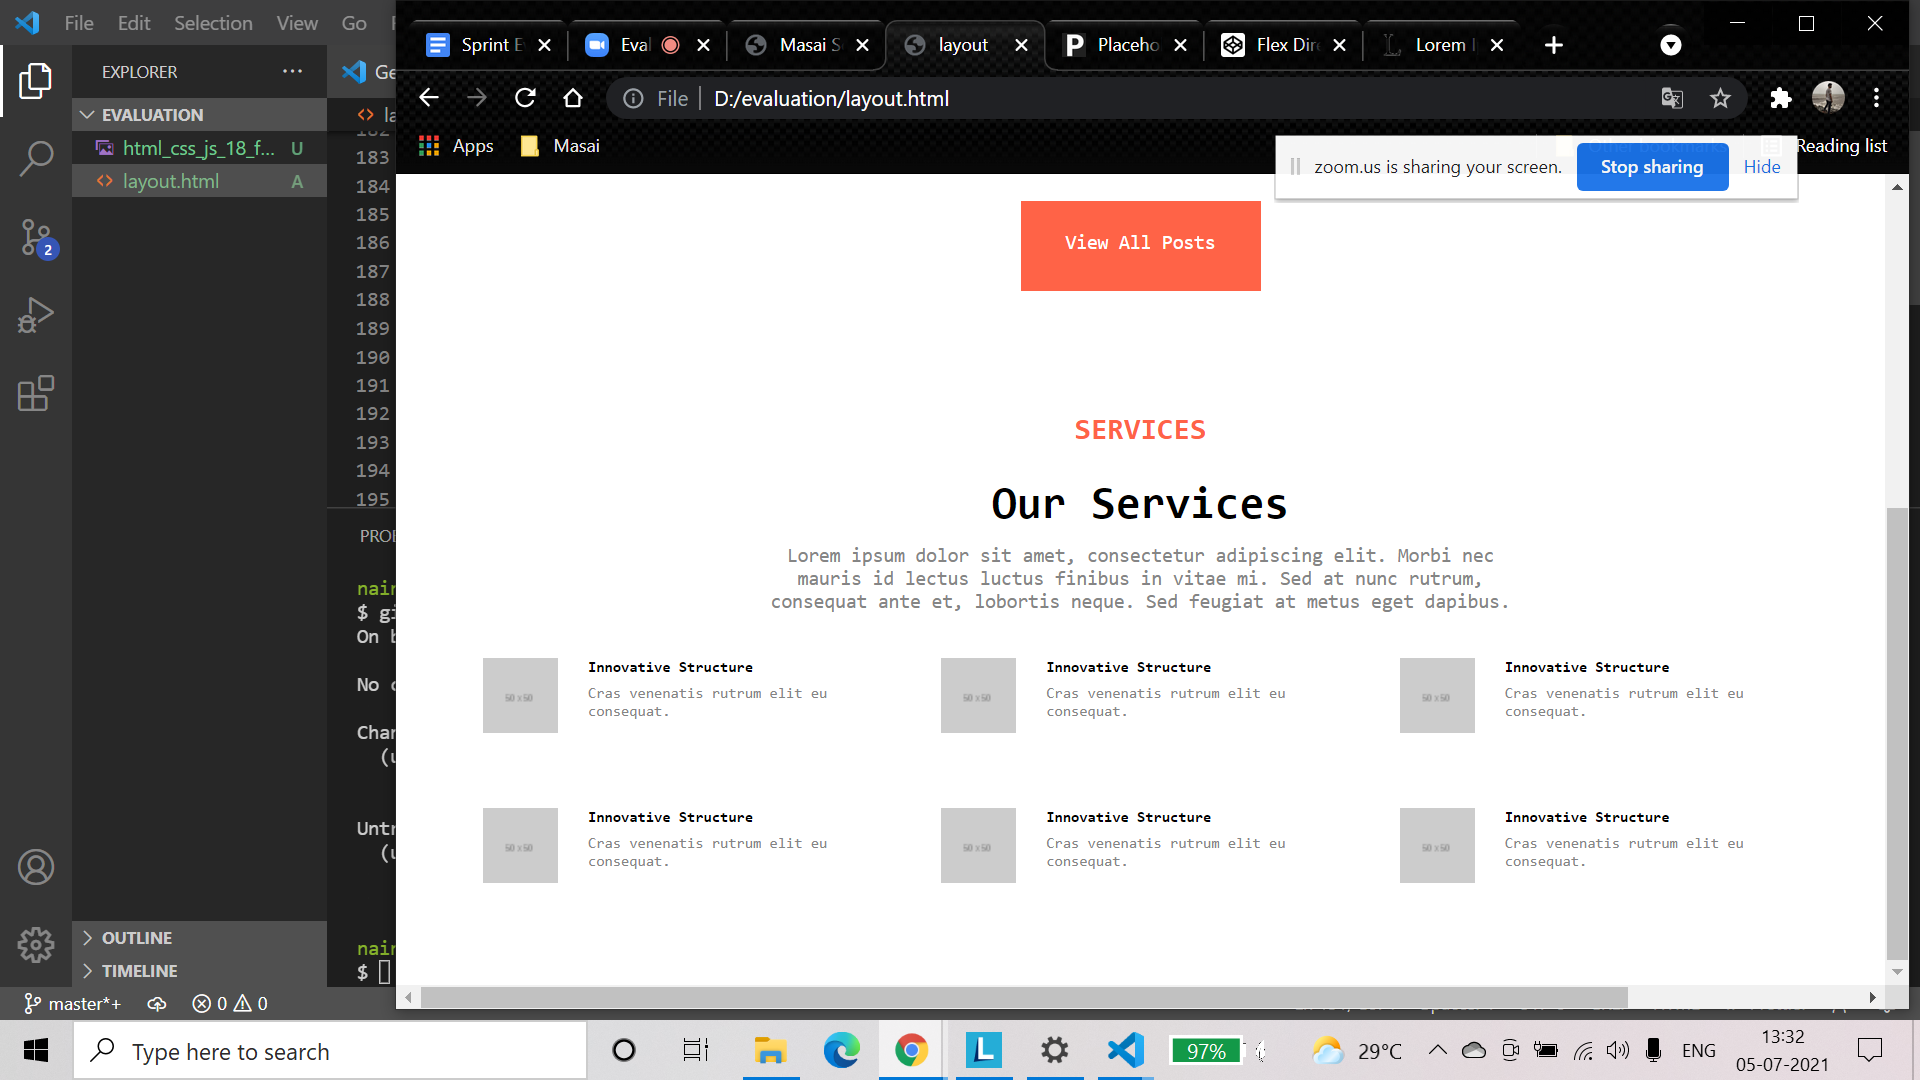 File Edit Selection View Go
Sprint E
Eval
Masai S
layout
Placeho
Flex Dir
Lorem
EXPLORER
File D:/evaluation/layout.html
EVALUATION
Apps
Masai
Reading list
html_css_js_18_f... U
layout.html A
zoom.us is sharing your screen. Stop sharing Hide
183
184
185
186
187
188
189
190
191
192
193
194
195
2
View All Posts
SERVICES
Our Services
Lorem ipsum dolor sit amet, consectetur adipiscing elit. Morbi nec
mauris id lectus luctus finibus in vitae mi. Sed at nunc rutrum,
consequat ante et, lobortis neque. Sed feugiat at metus eget dapibus.
50 x 50
Innovative Structure
Cras venenatis rutrum elit eu
consequat.
50 x 50
Innovative Structure
Cras venenatis rutrum elit eu
consequat.
50 x 50
Innovative Structure
Cras venenatis rutrum elit eu
consequat.
50 x 50
Innovative Structure
Cras venenatis rutrum elit eu
consequat.
50 x 50
Innovative Structure
Cras venenatis rutrum elit eu
consequat.
50 x 50
Innovative Structure
Cras venenatis rutrum elit eu
consequat.
$
On
No
$
OUTLINE
TIMELINE
master*+ 0 0
Type here to search
97%
29°C
ENG
13:32
05-07-2021